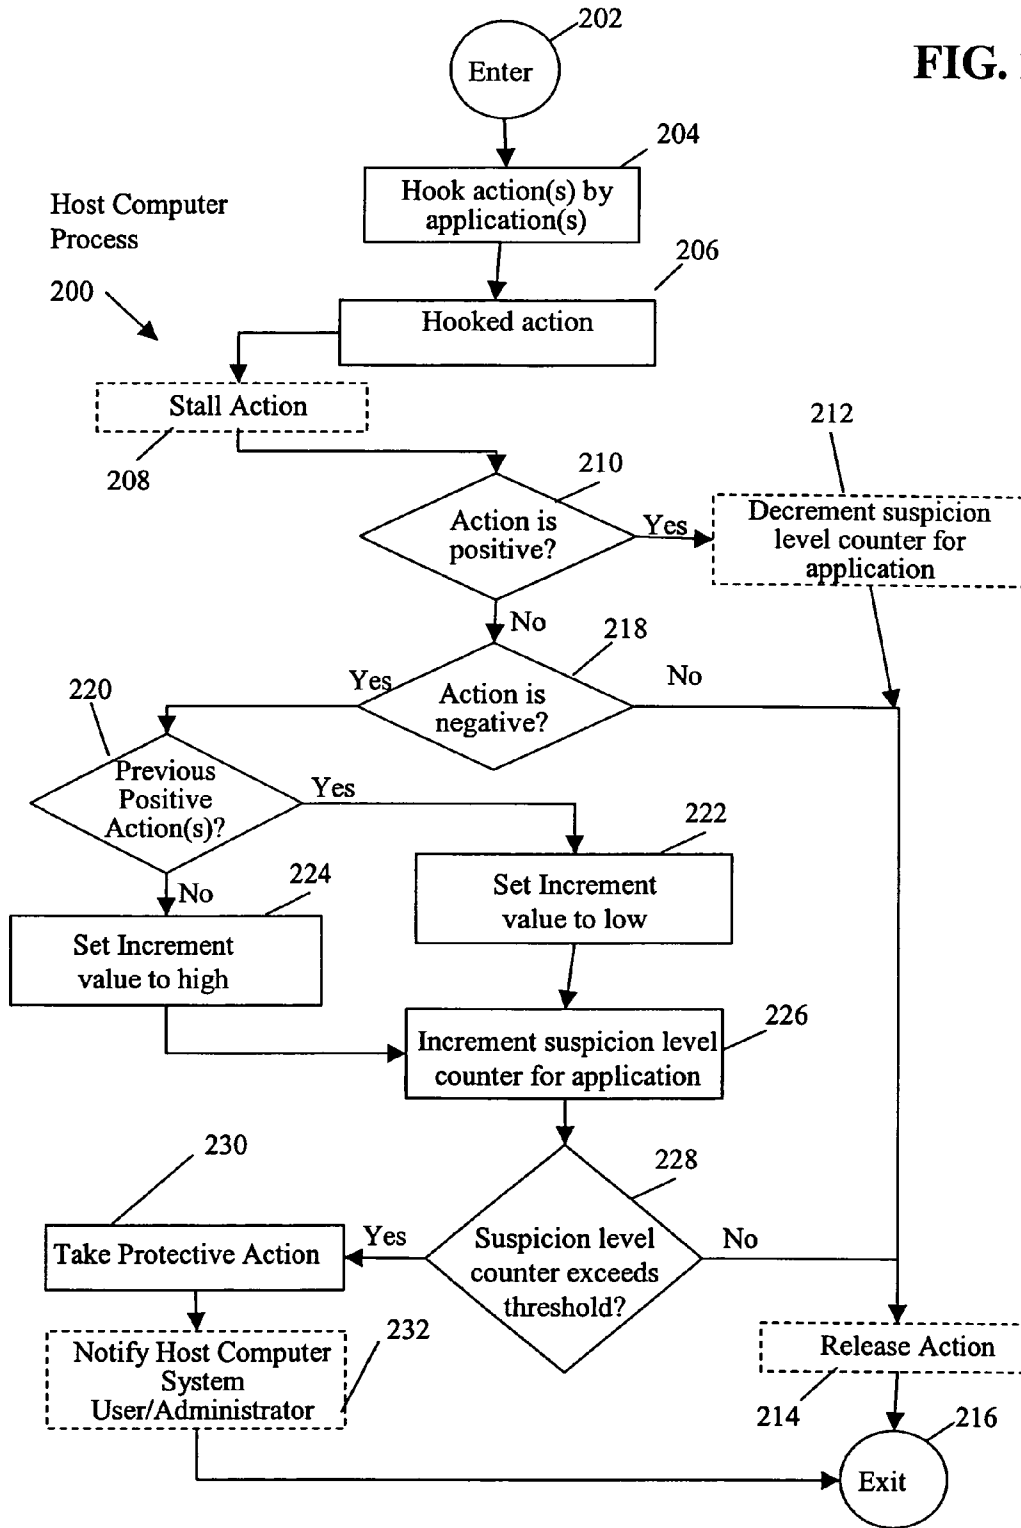 202
Enter
FIG.
204
Hook action(s) by
application(s)
Host Computer
Process
200
206
Hooked action
Stall Action
208
210
212
Action is
positive?
Yes
Decrement suspicion
level counter for
application
No
218
Action is
negative?
Yes
No
220
Previous
Positive
Action(s)?
Yes
222
Set Increment
value to low
No
224
Set Increment
value to high
226
Increment suspicion level
counter for application
228
Suspicion level
counter exceeds
threshold?
Yes
No
230
Take Protective Action
232
Notify Host Computer
System
User/Administrator
Release Action
214
216
Exit